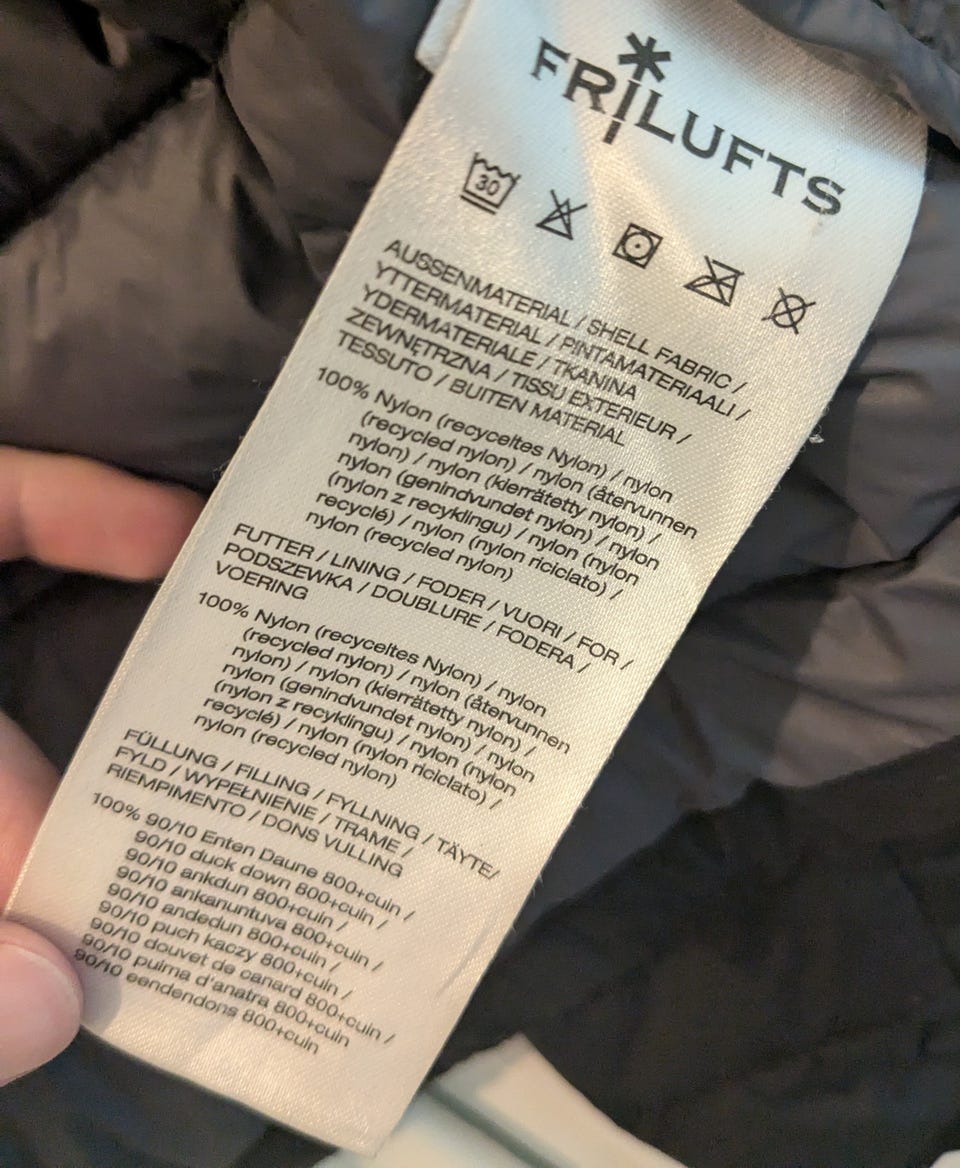 FRILUFTS
30
AUSSENMATERIAL / SHELL FABRIC /
YTTERMATERIAL / PINTAMATERIAALI /
YDERMATERIALE / TKANINA
ZEWNĘTRZNA / TISSU EXTERIEUR /
TESSUTO / BUITEN MATERIAL
100% Nylon (recyceltes Nylon) / nylon
(recycled nylon) / nylon (återvunnen
nylon) / nylon (kierrätetty nylon) /
nylon (genindvundet nylon) / nylon
(nylon z recyklingu) / nylon (nylon
recyclé) / nylon (nylon riciclato) /
nylon (recycled nylon)
FUTTER / LINING / FODER / VUORI / FOR /
PODSZEWKA / DOUBLURE / FODERA /
VOERING
100% Nylon (recyceltes Nylon) / nylon
(recycled nylon) / nylon (återvunnen
nylon) / nylon (kierrätetty nylon) /
nylon (genindvundet nylon) / nylon
(nylon z recyklingu) / nylon (nylon
recyclé) / nylon (nylon riciclato) /
nylon (recycled nylon)
FÜLLUNG / FILLING / FYLLNING / TÄYTE/
FYLD / WYPEŁNIENIE / TRAME /
RIEMPIMENTO / DONS VULLING
100% 90/10 Enten Daune 800+cuin /
90/10 duck down 800+cuin /
90/10 ankdun 800+cuin /
90/10 ankanuntuva 800+cuin /
90/10 andedun 800+cuin /
90/10 puch kaczy 800+cuin /
90/10 douvet de canard 800+cuin /
90/10 puima d'anatra 800+cuin /
90/10 eendendons 800+cuin